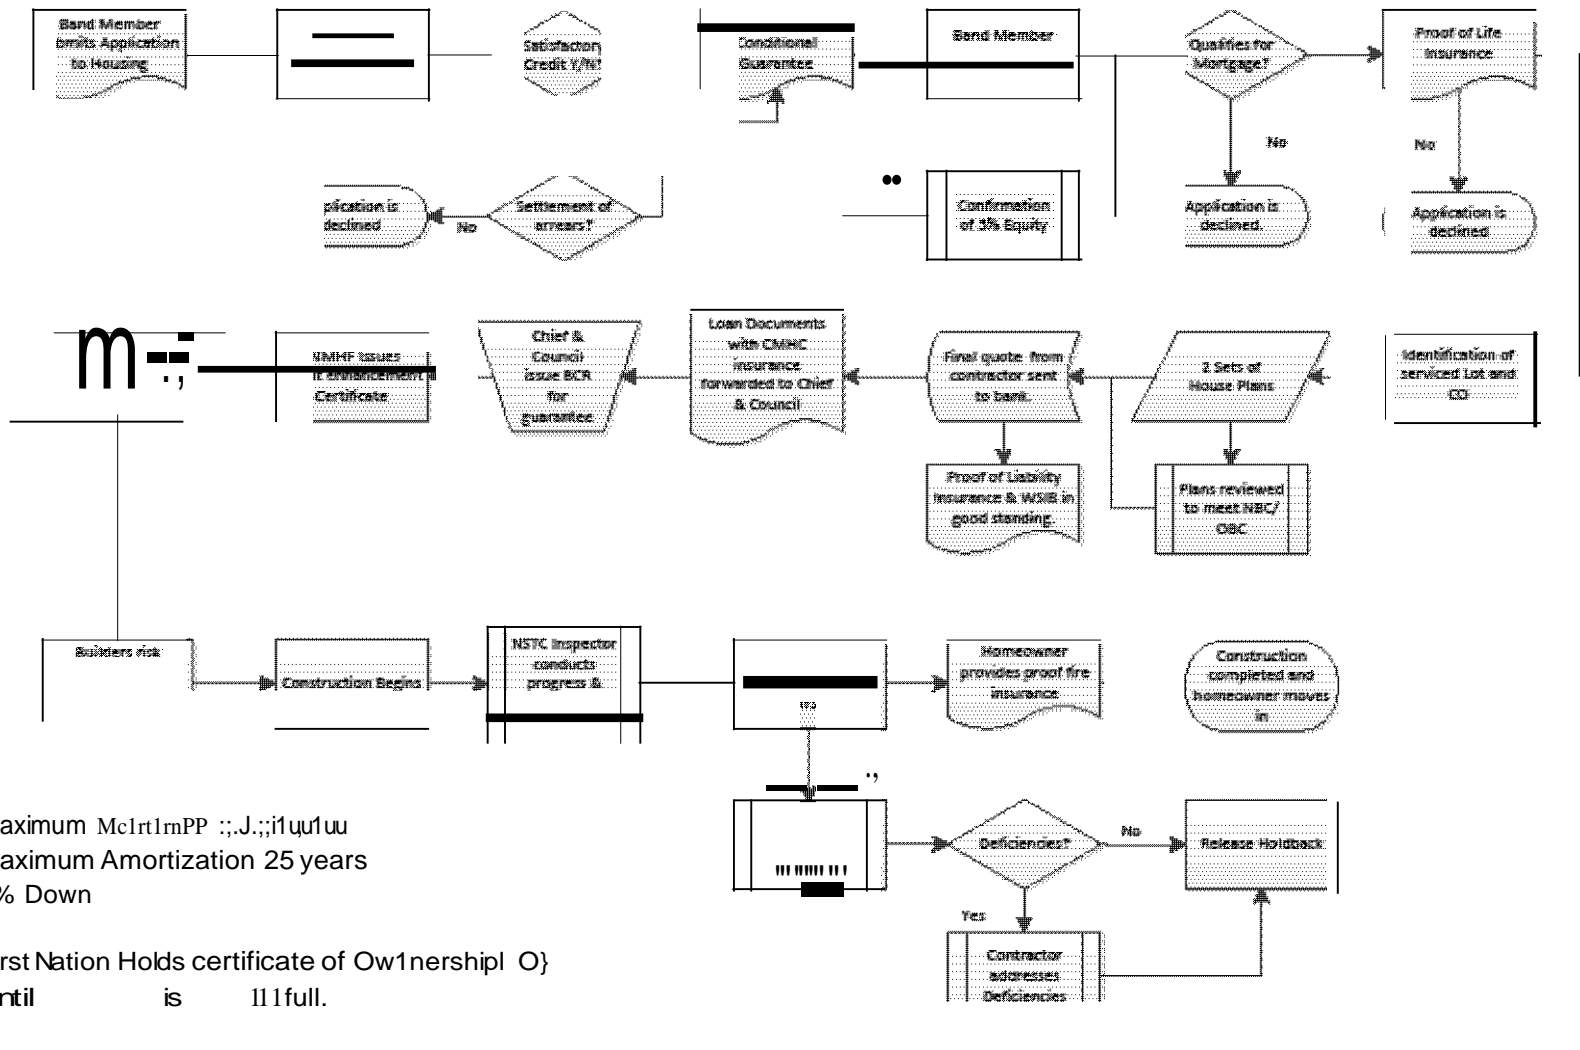 Band Member
bmits Application
to Housing
Satisfactory
Credit Y/N?
Conditional
Guarantee
Band Member
Qualifies for
Mortgage?
Proof of Life
Insurance
No
No
plication is
declined
No
Settlement of
arrears?
Confirmation
of 5% Equity
Application is
declined.
Application is
declined
NMHF Issues
enhancement
Certificate
Chief &
Council
issue BCR
for
guarantee
Loan Documents
with CMHC
insurance
forwarded to Chief
& Council
Final quote from
contractor sent
to bank.
2 Sets of
House Plans
Identification of
serviced Lot and
Proof of Liability
Insurance & WSIB in
good standing.
Plans reviewed
to meet NBC/
OBC
Builders risk
Construction Begins
NSTC Inspector
conducts
progress &
Homeowner
provides proof fire
insurance
Construction
completed and
homeowner moves
in
Deficiencies?
No
Release Holdback
Yes
Contractor
addresses
Deficiencies
aximum
aximum Amortization 25 years
% Down
rst Nation Holds certificate of Ow1nershipl O}
ntil is 111full.